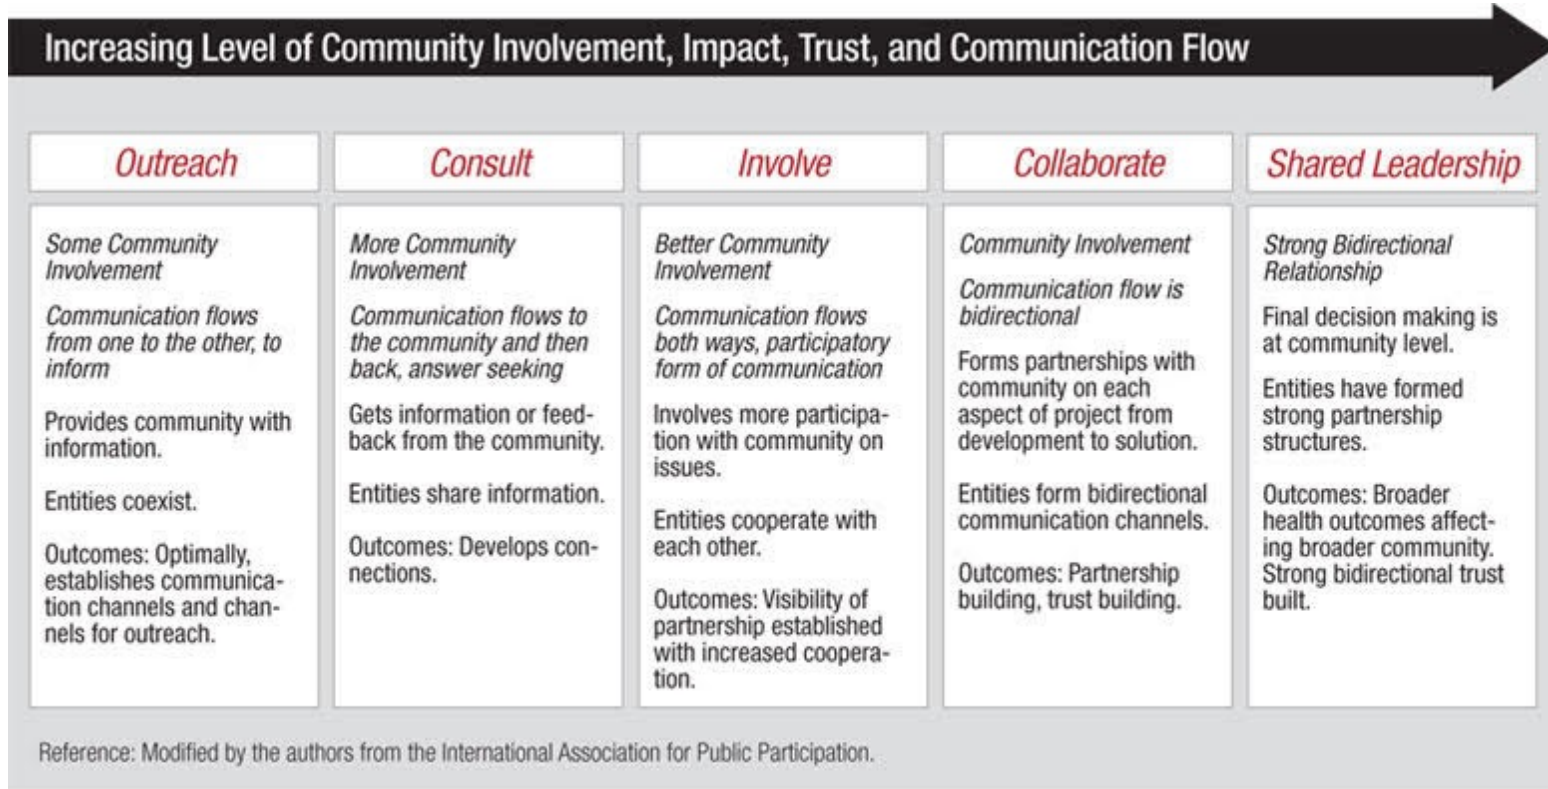 Increasing Level of Community Involvement, Impact, Trust, and Communication Flow
Outreach
Some Community
Involvement
Communication flows
from one to the other, to
inform
Provides community with
information.
Entities coexist.
Outcomes: Optimally,
establishes communica-
tion channels and chan-
nels for outreach.
Consult
More Community
Involvement
Communication flows to
the community and then
back, answer seeking
Gets information or feed-
back from the community.
Entities share information.
Outcomes: Develops con-
nections.
Involve
Better Community
Involvement
Communication flows
both ways, participatory
form of communication
Involves more participa-
tion with community on
issues.
Entities cooperate with
each other.
Outcomes: Visibility of
partnership established
with increased coopera-
tion.
Collaborate
Community Involvement
Communication flow is
bidirectional
Forms partnerships with
community on each
aspect of project from
development to solution.
Entities form bidirectional
communication channels.
Outcomes: Partnership
building, trust building.
Shared Leadership
Strong Bidirectional
Relationship
Final decision making is
at community level.
Entities have formed
strong partnership
structures.
Outcomes: Broader
health outcomes affect-
ing broader community.
Strong bidirectional trust
built.
Reference: Modified by the authors from the International Association for Public Participation.